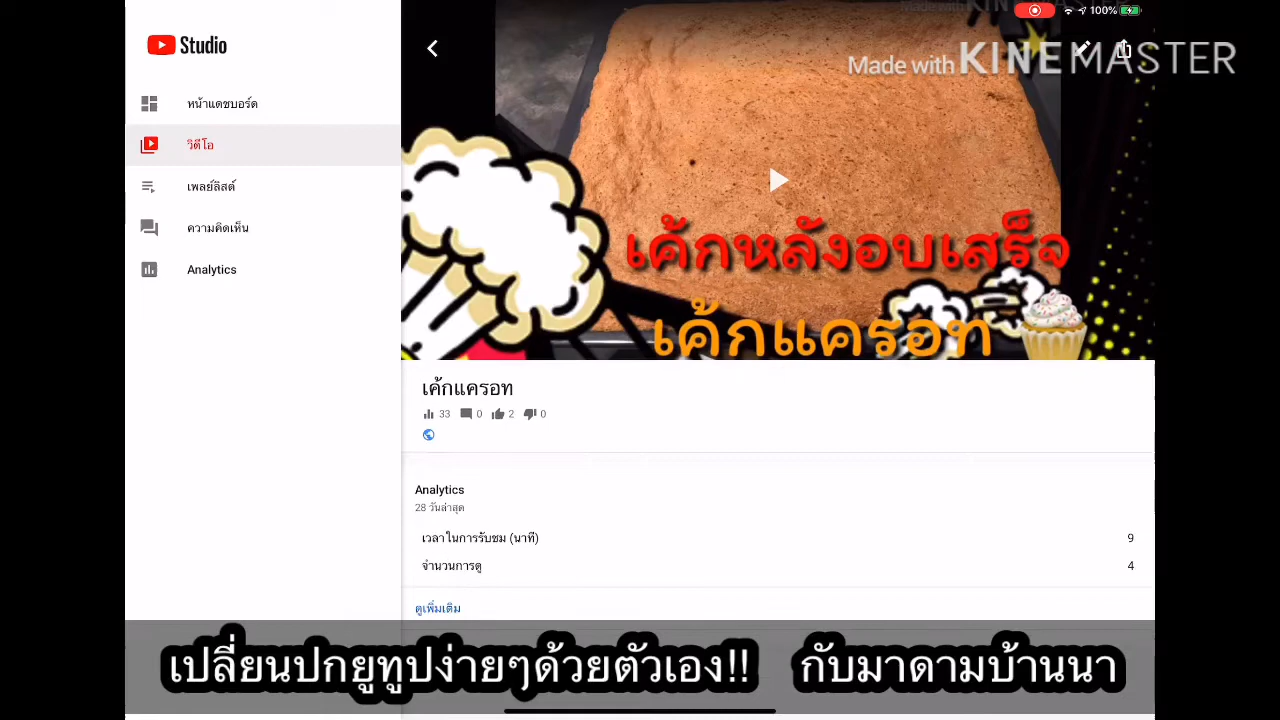 Made with KINEMASTER
100%
Studio
Made with KINEMASTER
หน้าแดชบอร์ด
วิดีโอ
เพลย์ลิสต์
ความคิดเห็น
Analytics
เค้กหลังอบเสร็จ
เค้กแครอท
เค้กแครอท
33 0 2 0
Analytics
28 วันล่าสุด
เวลาในการรับชม (นาที) 9
จำนวนการดู 4
ดูเพิ่มเติม
เปลี่ยนปกยูทูปง่ายๆด้วยตัวเอง!! กับมาดามบ้านนา